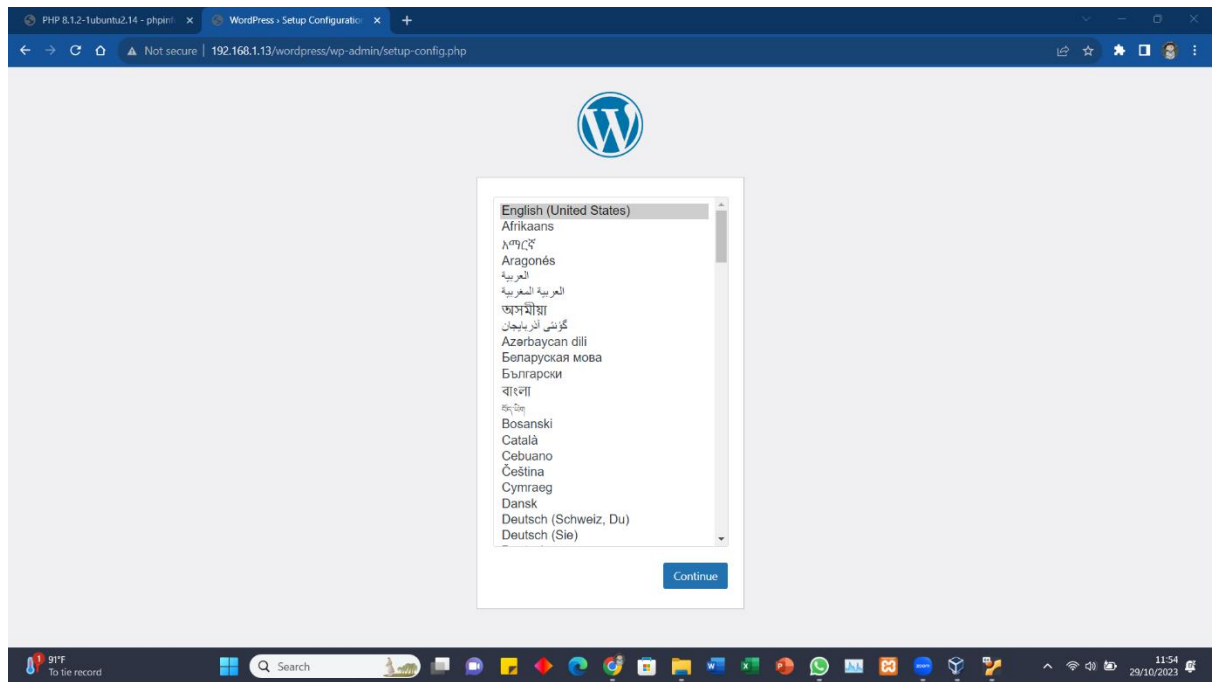 PHP 8.1.2-1ubuntu2.14 - phpinf
WordPress › Setup Configuration
Not secure
192.168.1.13/wordpress/wp-admin/setup-config.php
English (United States)
Afrikaans
አማርኛ
Aragonés
العربية
العربية المغربية
অসমীয়া
گؤنئی آذربایجان
Azərbaycan dili
Беларуская мова
Български
বাংলা
བོད་ཡིག
Bosanski
Català
Cebuano
Čeština
Cymraeg
Dansk
Deutsch (Schweiz, Du)
Deutsch (Sie)
Continue
1
91°F
To tie record
Search
zoom
11:54
29/10/2023